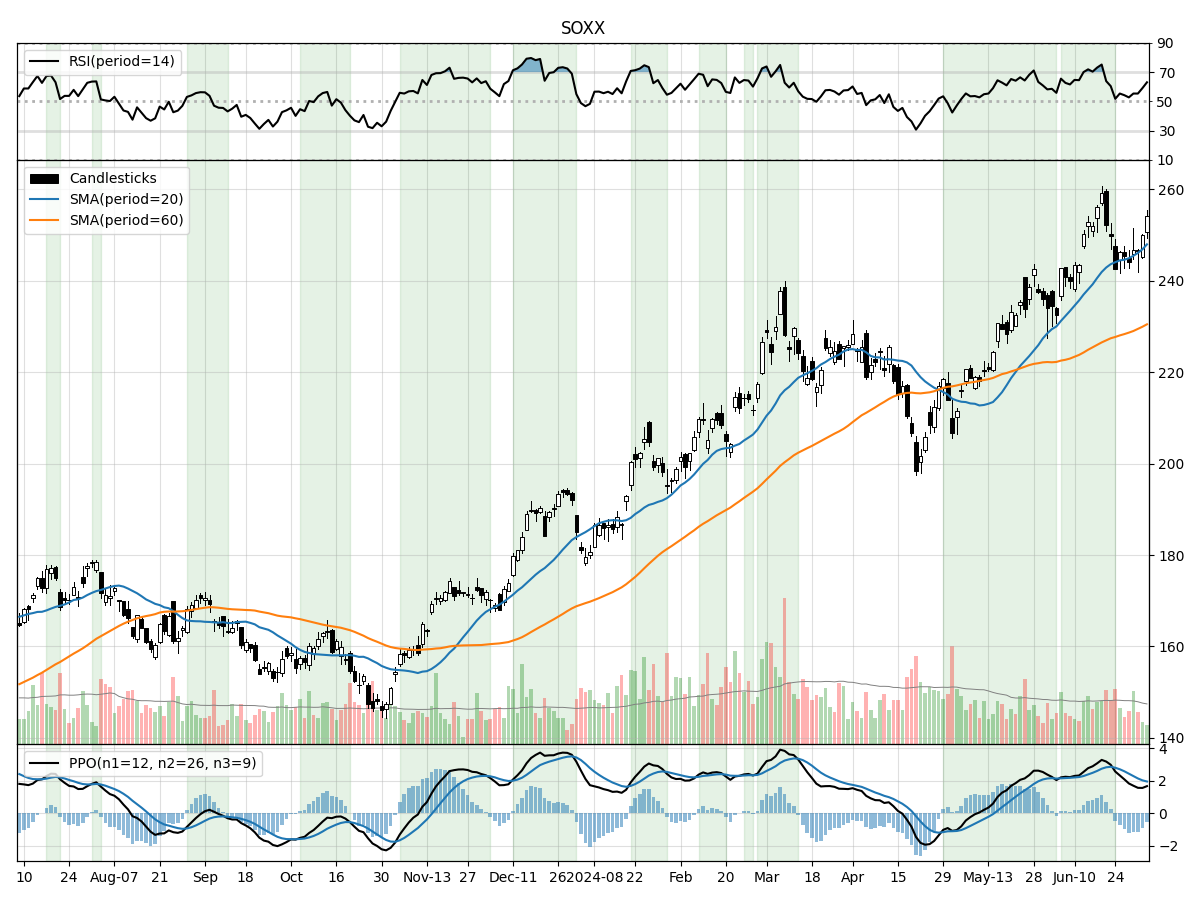 SOXX
RSI(period=14)
90
70
50
30
10
Candlesticks
SMA(period=20)
SMA(period=60)
260
240
220
200
180
160
140
PPO(n1=12, n2=26, n3=9)
4
2
0
−2
10 24 Aug-07 21 Sep 18 Oct 16 30 Nov-13 27 Dec-11 26 2024-08 22 Feb 20 Mar 18 Apr 15 29 May-13 28 Jun-10 24